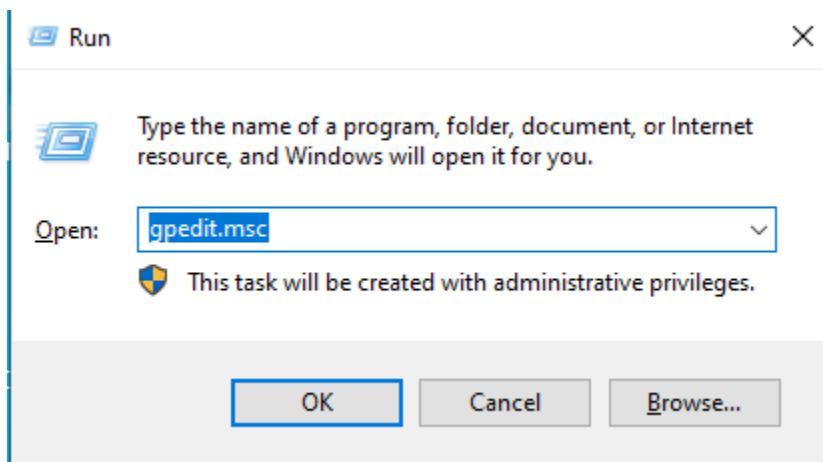 Run
Type the name of a program, folder, document, or Internet
resource, and Windows will open it for you.
Open:
gpedit.msc
This task will be created with administrative privileges.
OK
Cancel
Browse...